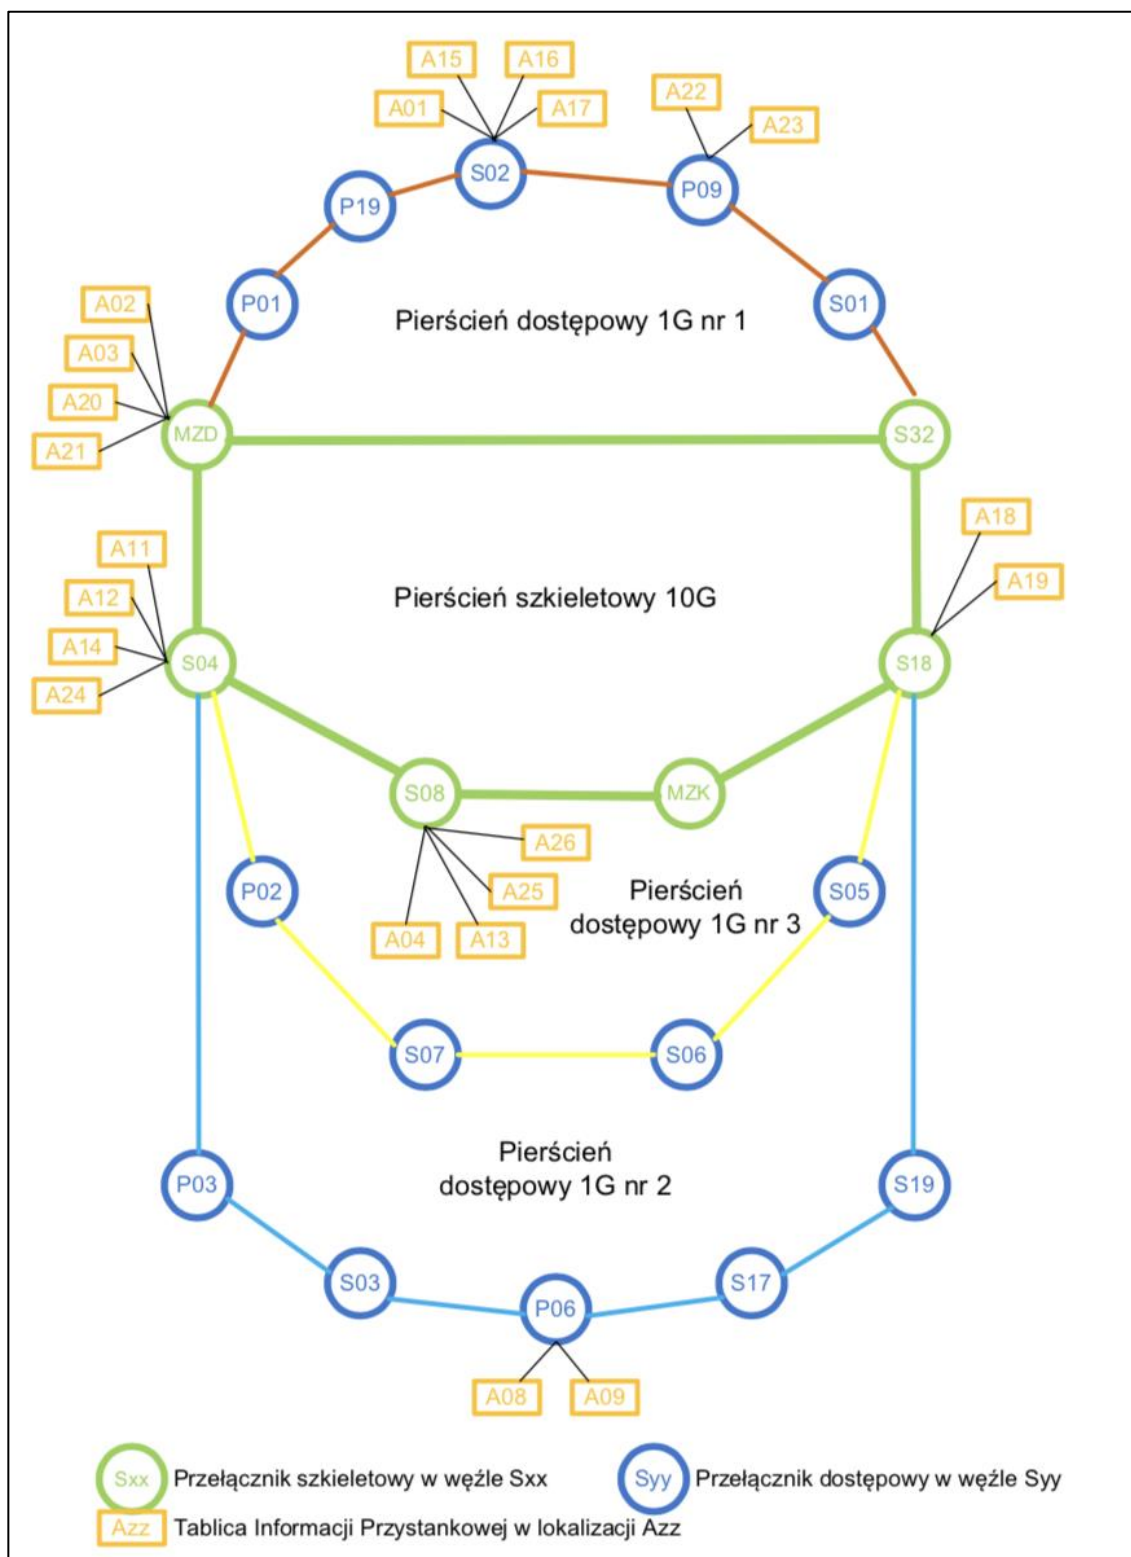 A15
A16
A01
A17
A22
A23
S02
P09
P19
P01
S01
A02
A03
A20
A21
Pierścień dostępowy 1G nr 1
MZD
S32
A11
A12
A14
A24
A18
A19
Pierścień szkieletowy 10G
S04
S18
S08
MZK
A26
A25
A04
A13
P02
S05
Pierścień
dostępowy 1G nr 3
S07
S06
Pierścień
dostępowy 1G nr 2
P03
S19
S03
P06
S17
A08
A09
Sxx Przełącznik szkieletowy w węźle Sxx
Syy Przełącznik dostępowy w węźle Syy
Azz Tablica Informacji Przystankowej w lokalizacji Azz